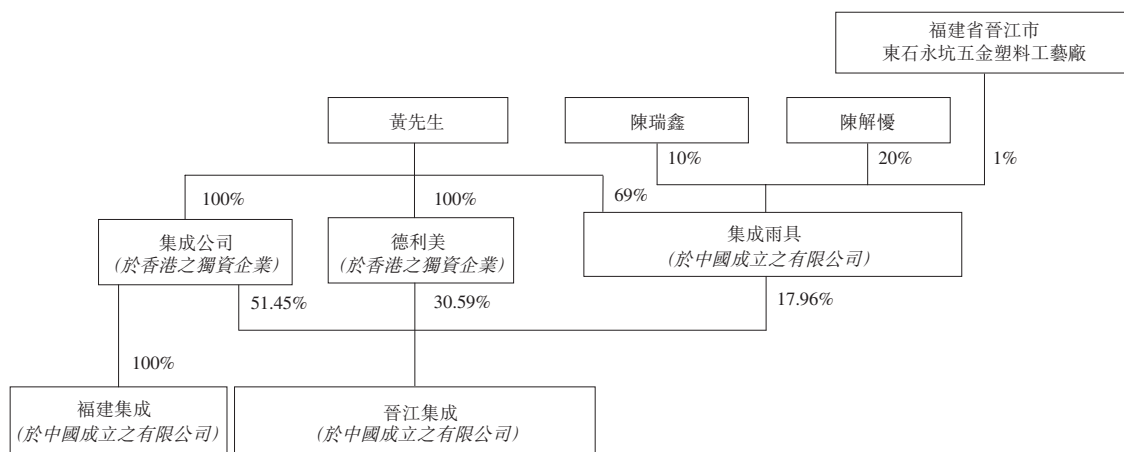 福建省晉江市
東石永坑五金塑料工藝廠
黃先生
陳瑞鑫
陳解懮
10%
20%
1%
100%
100%
69%
集成公司
(於香港之獨資企業)
德利美
(於香港之獨資企業)
集成雨具
(於中國成立之有限公司)
51.45%
30.59%
17.96%
100%
福建集成
(於中國成立之有限公司)
晉江集成
(於中國成立之有限公司)